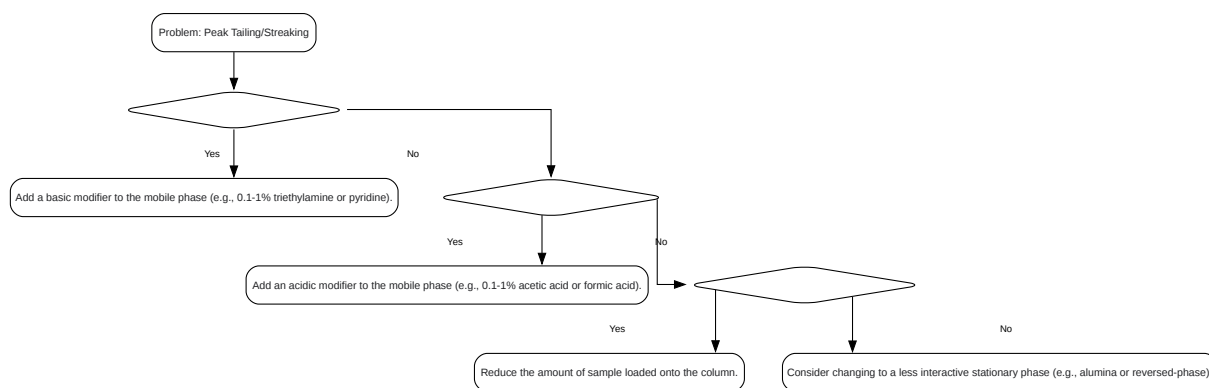 Problem: Peak Tailing/Streaking
Yes
No
Add a basic modifier to the mobile phase (e.g., 0.1-1% triethylamine or pyridine).
Yes
No
Add an acidic modifier to the mobile phase (e.g., 0.1-1% acetic acid or formic acid).
Yes
No
Reduce the amount of sample loaded onto the column.
Consider changing to a less interactive stationary phase (e.g., alumina or reversed-phase)